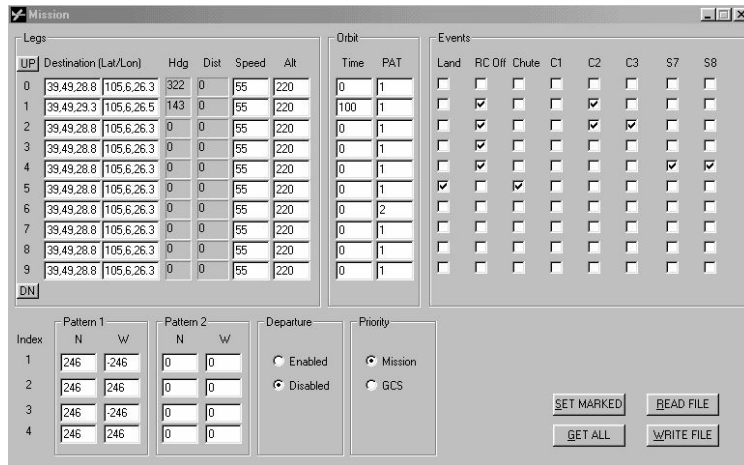 Mission
Legs Orbit Events
UP Destination (Lat/Lon) Hdg Dist Speed Alt Time PAT Land RC Off Chute C1 C2 C3 S7 S8
0 39,49,28.8 105,6,26.3 322 0 55 220 0 1
1 39,49,29.3 105,6,26.5 143 0 55 220 100 1
2 39,49,28.8 105,6,26.3 0 0 55 220 0 1
3 39,49,28.8 105,6,26.3 0 0 55 220 0 1
4 39,49,28.8 105,6,26.3 0 0 55 220 0 1
5 39,49,28.8 105,6,26.3 0 0 55 220 0 1
6 39,49,28.8 105,6,26.3 0 0 55 220 0 2
7 39,49,28.8 105,6,26.3 0 0 55 220 0 1
8 39,49,28.8 105,6,26.3 0 0 55 220 0 1
9 39,49,28.8 105,6,26.3 0 0 55 220 0 1
DN
Pattern 1 Pattern 2 Departure Priority
Index N W N W
1 246 -246 0 0 Enabled Mission
2 246 246 0 0 Disabled GCS
3 246 -246 0 0 SET MARKED READ FILE
4 246 246 0 0 GET ALL WRITE FILE